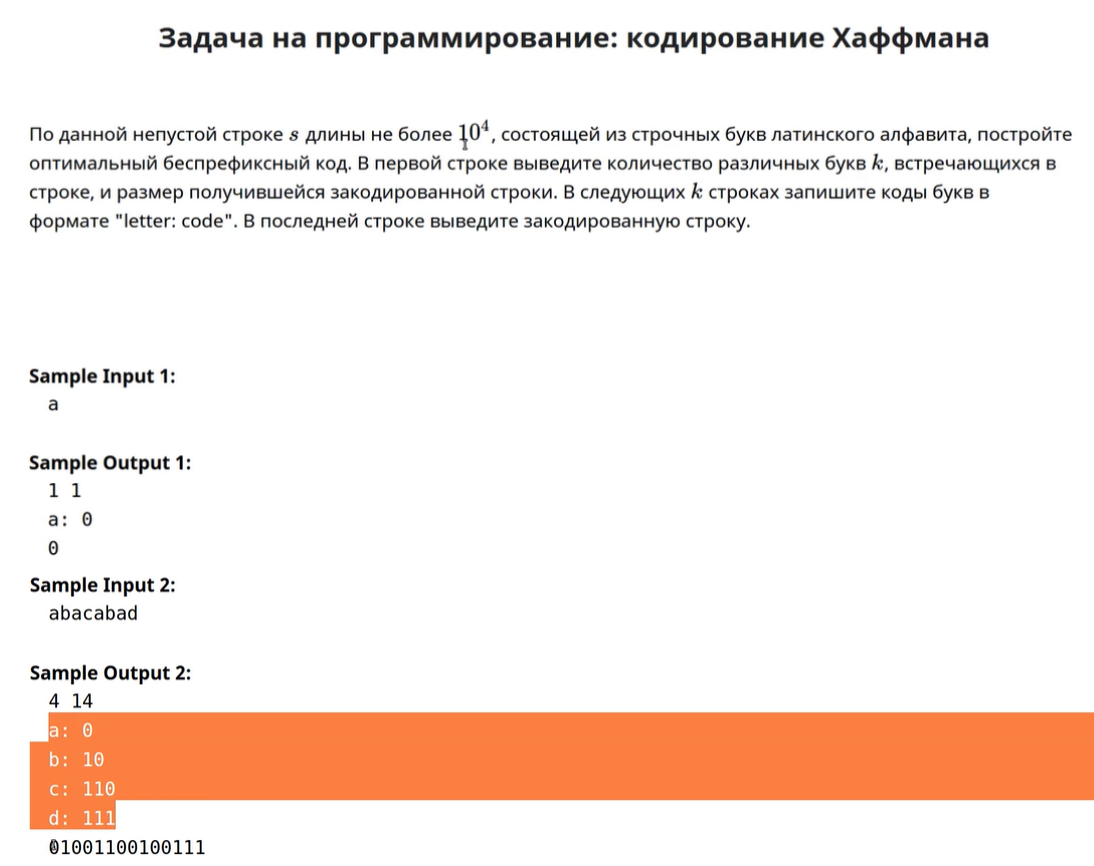 Задача на программирование: кодирование Хаффмана
По данной непустой строке s длины не более 10⁴, состоящей из строчных букв латинского алфавита, постройте
оптимальный беспрефиксный код. В первой строке выведите количество различных букв k, встречающихся в
строке, и размер получившейся закодированной строки. В следующих k строках запишите коды букв в
формате "letter: code". В последней строке выведите закодированную строку.
Sample Input 1:
a
Sample Output 1:
1 1
a: 0
0
Sample Input 2:
abacabad
Sample Output 2:
4 14
a: 0
b: 10
c: 110
d: 111
01001100100111